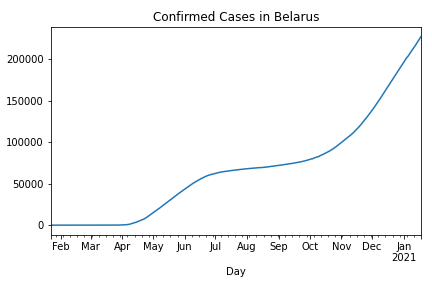 Confirmed Cases in Belarus
200000
150000
100000
50000
0
Feb Mar Apr May Jun Jul Aug Sep Oct Nov Dec Jan
2021
Day